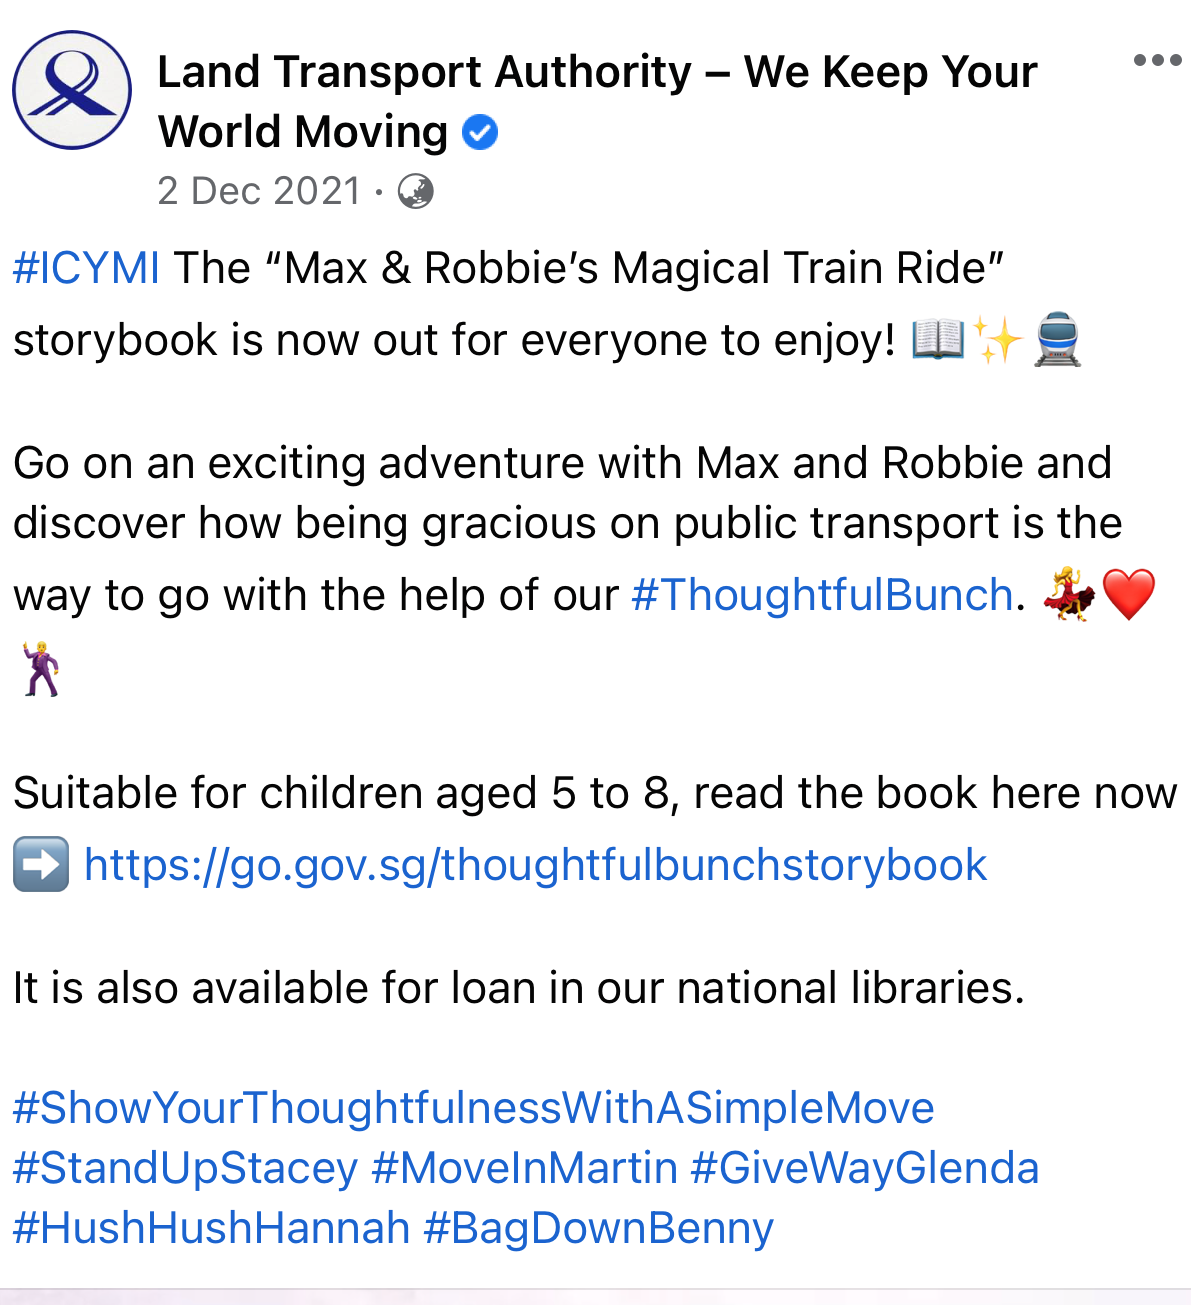 Land Transport Authority – We Keep Your
World Moving
2 Dec 2021 ·
#ICYMI The “Max & Robbie’s Magical Train Ride”
storybook is now out for everyone to enjoy! 📖✨🚆
Go on an exciting adventure with Max and Robbie and
discover how being gracious on public transport is the
way to go with the help of our #ThoughtfulBunch. 💃❤️
🕺
Suitable for children aged 5 to 8, read the book here now
➡️ https://go.gov.sg/thoughtfulbunchstorybook
It is also available for loan in our national libraries.
#ShowYourThoughtfulnessWithASimpleMove
#StandUpStacey #MoveInMartin #GiveWayGlenda
#HushHushHannah #BagDownBenny